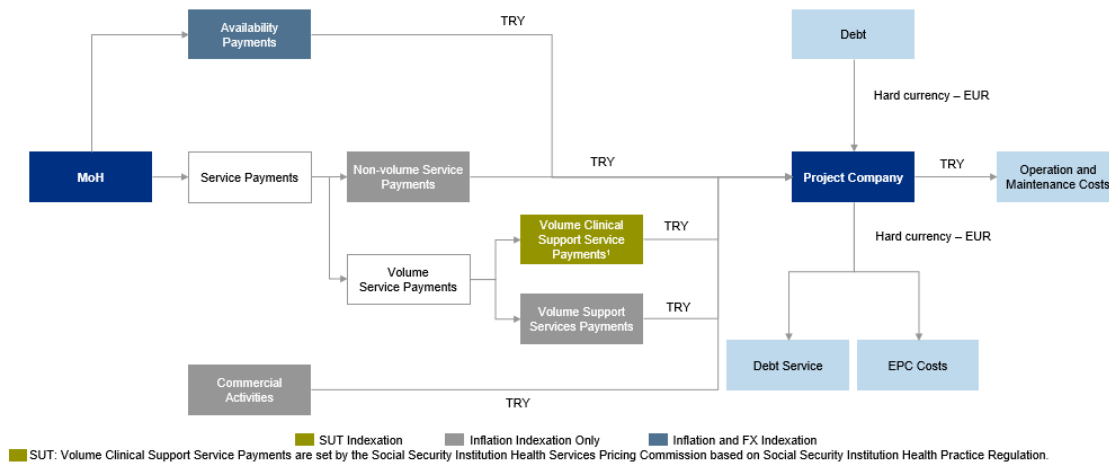 Availability
Payments
TRY
Debt
Hard currency – EUR
MoH
Service Payments
Non-volume Service
Payments
TRY
Project Company
TRY
Operation and
Maintenance Costs
Volume Clinical
Support Service
Payments¹
TRY
Hard currency – EUR
Volume
Service Payments
Volume Support
Services Payments
TRY
Debt Service
EPC Costs
Commercial
Activities
TRY
SUT Indexation
Inflation Indexation Only
Inflation and FX Indexation
SUT: Volume Clinical Support Service Payments are set by the Social Security Institution Health Services Pricing Commission based on Social Security Institution Health Practice Regulation.